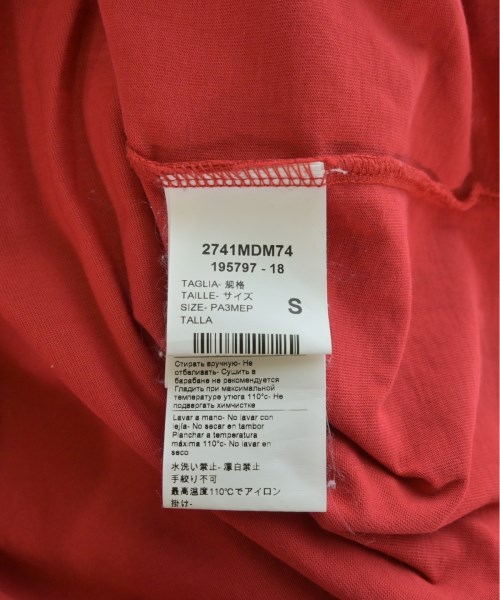 2741MDM74
195797 - 18
TAGLIA- 规格
TAILLE- サイズ
SIZE- РАЗМЕР
TALLA
S
Стирать вручную- Не
отбеливать- Сушить в
барабане не рекомендуется
Гладить при максимальной
температуре утюга 110°с- Не
подвергать химчистке
Lavar a mano- No lavar con
lejía- No secar en tambor
Planchar a temperatura
máxima 110°c- No lavar en
seco
水洗い禁止- 漂白禁止
手絞り不可
最高温度110℃でアイロン
掛け-